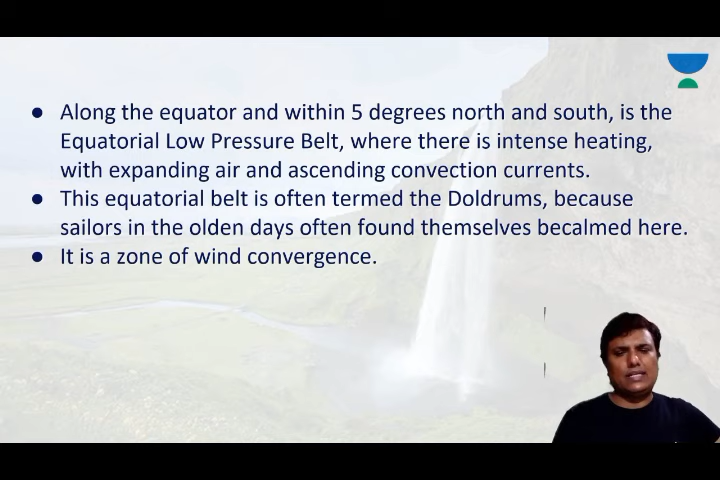 ● Along the equator and within 5 degrees north and south, is the
Equatorial Low Pressure Belt, where there is intense heating,
with expanding air and ascending convection currents.
● This equatorial belt is often termed the Doldrums, because
sailors in the olden days often found themselves becalmed here.
● It is a zone of wind convergence.